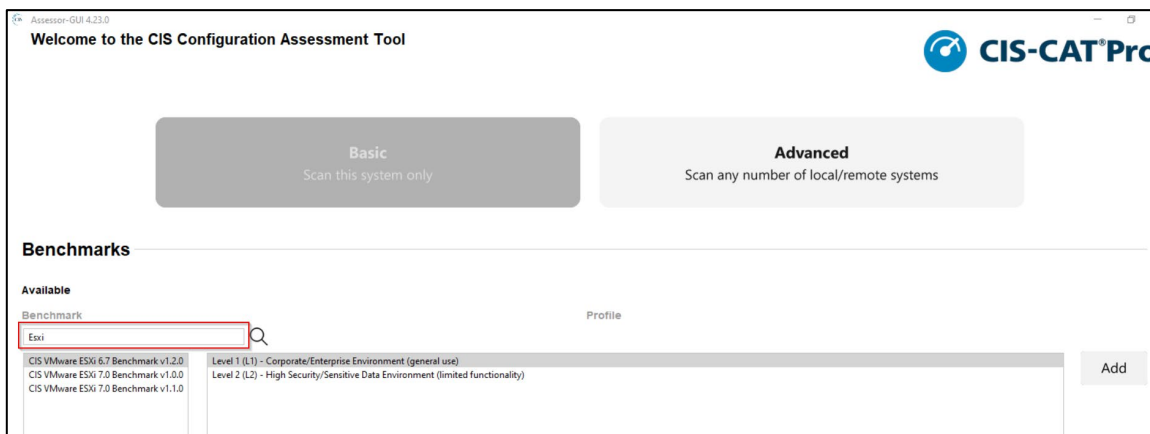 Assessor-GUI 4.23.0
Welcome to the CIS Configuration Assessment Tool
CIS-CAT®Pro
Basic
Scan this system only
Advanced
Scan any number of local/remote systems
Benchmarks
Available
Benchmark
Profile
Esxi
CIS VMware ESXi 6.7 Benchmark v1.2.0
Level 1 (L1) - Corporate/Enterprise Environment (general use)
CIS VMware ESXi 7.0 Benchmark v1.0.0
Level 2 (L2) - High Security/Sensitive Data Environment (limited functionality)
CIS VMware ESXi 7.0 Benchmark v1.1.0
Add